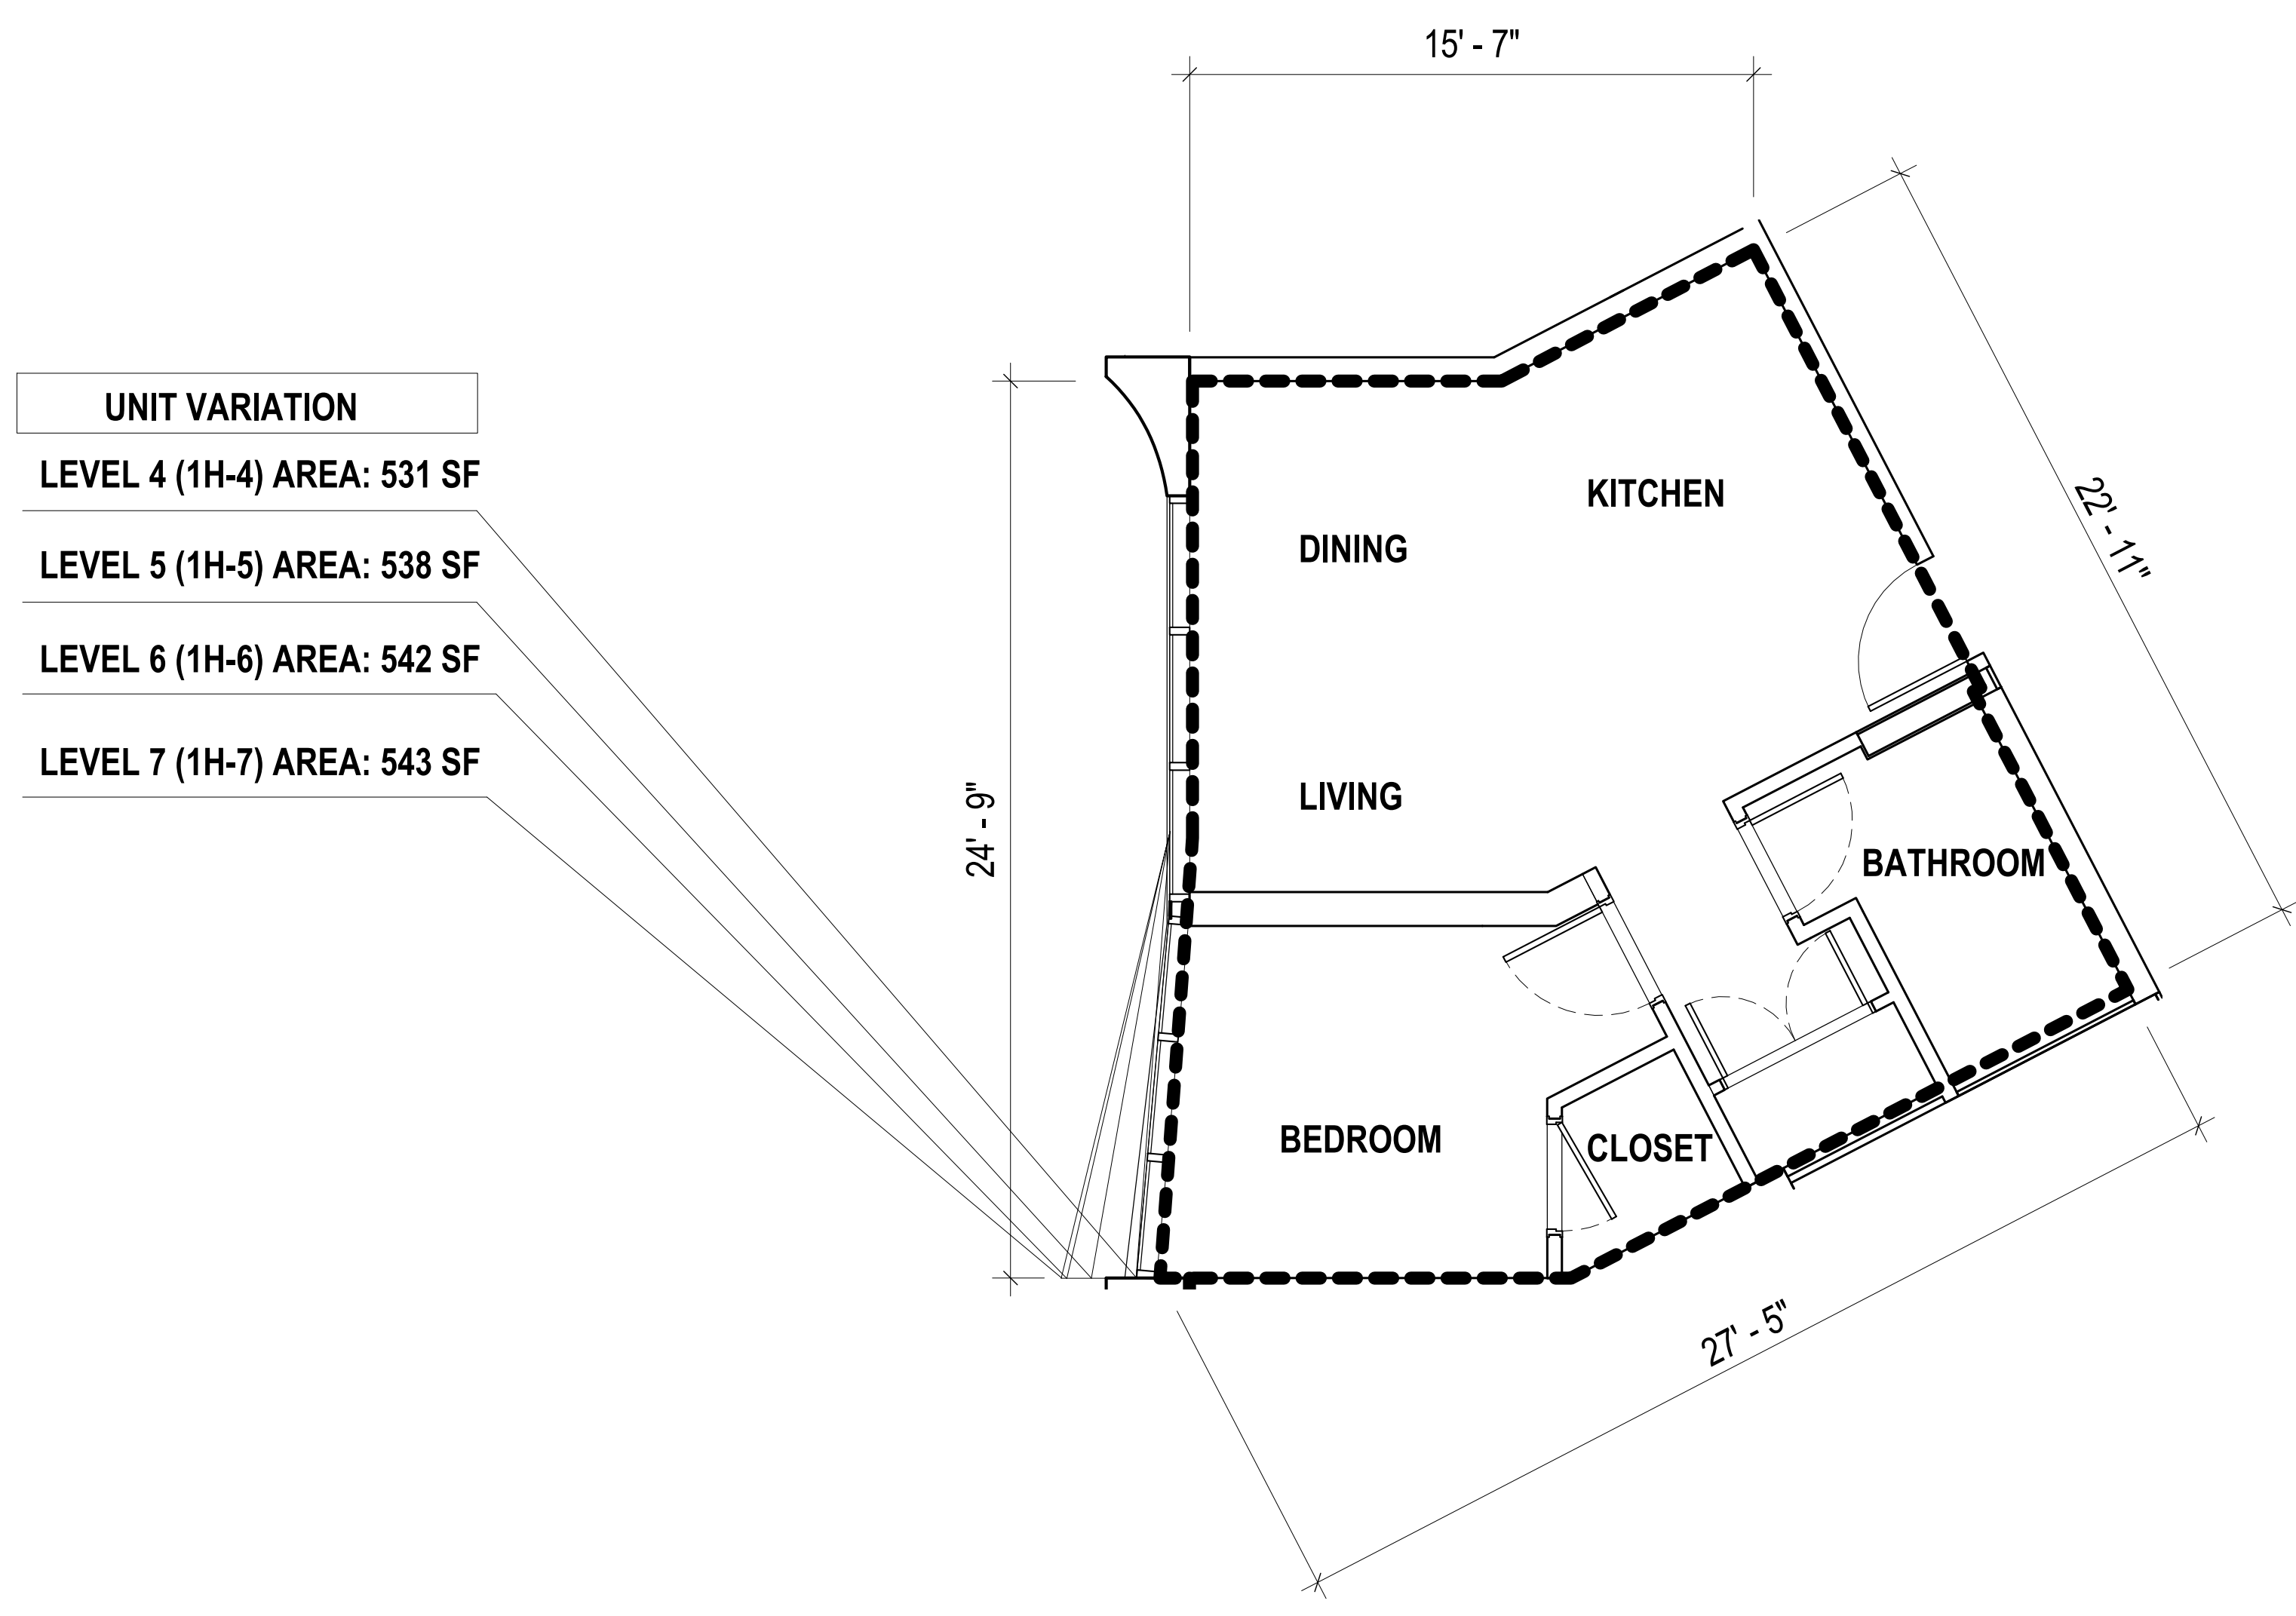 15' - 7"
UNIT VARIATION
LEVEL 4 (1H-4) AREA: 531 SF
LEVEL 5 (1H-5) AREA: 538 SF
LEVEL 6 (1H-6) AREA: 542 SF
LEVEL 7 (1H-7) AREA: 543 SF
KITCHEN
DINING
22' - 11"
24' - 9"
LIVING
BATHROOM
BEDROOM
CLOSET
27' - 5"